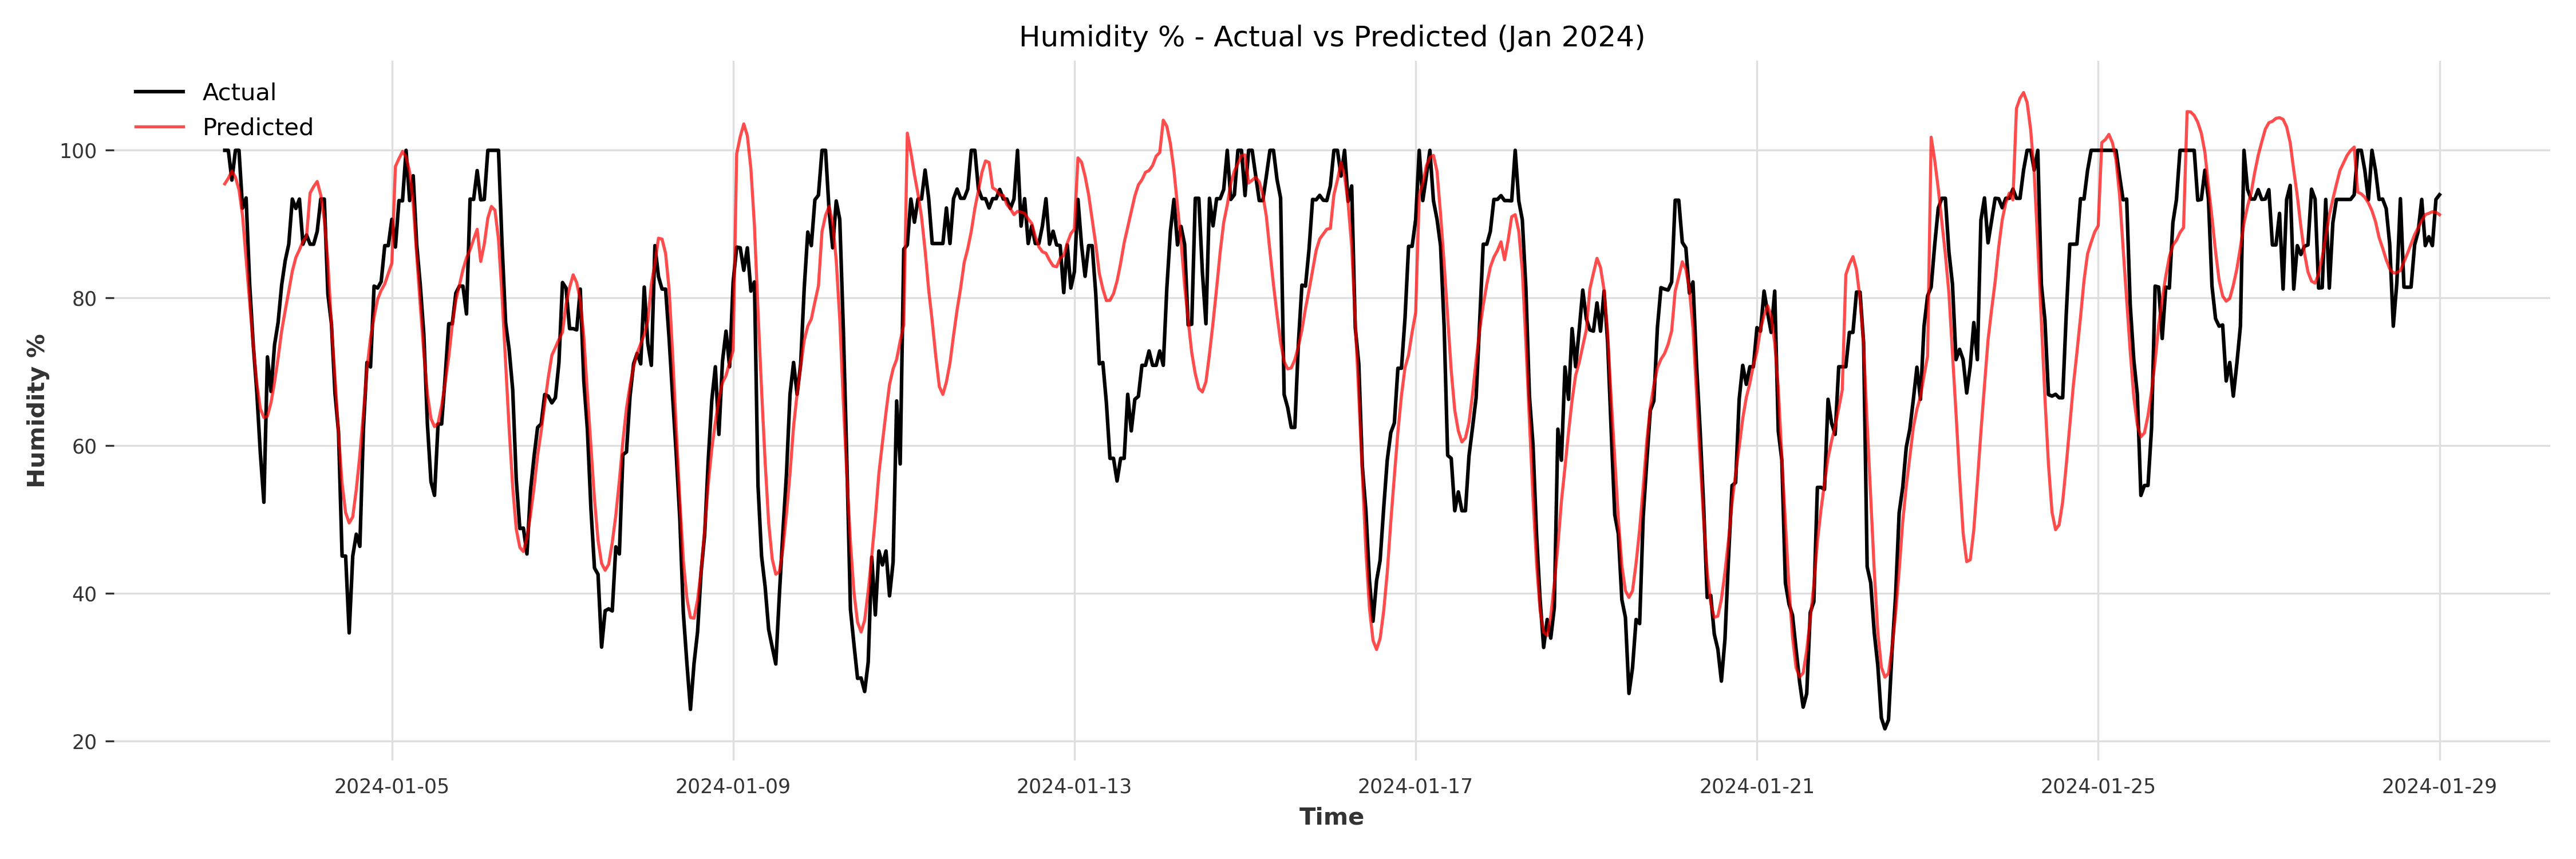 Humidity % - Actual vs Predicted (Jan 2024)
Actual
Predicted
100
80
60
40
20
Humidity %
2024-01-05
2024-01-09
2024-01-13
2024-01-17
2024-01-21
2024-01-25
2024-01-29
Time